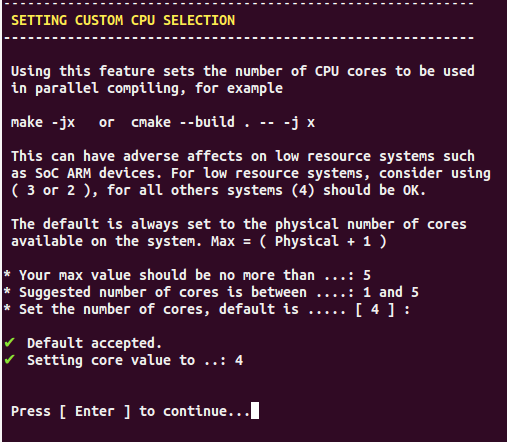 ------------------------------------------------------------
SETTING CUSTOM CPU SELECTION
------------------------------------------------------------
Using this feature sets the number of CPU cores to be used
in parallel compiling, for example
make -jx   or  cmake --build . -- -j x
This can have adverse affects on low resource systems such
as SoC ARM devices. For low resource systems, consider using
( 3 or 2 ), for all others systems (4) should be OK.
The default is always set to the physical number of cores
available on the system. Max = ( Physical + 1 )
* Your max value should be no more than ...: 5
* Suggested number of cores is between ....: 1 and 5
* Set the number of cores, default is ..... [ 4 ] :
✔ Default accepted.
✔ Setting core value to ..: 4
Press [ Enter ] to continue...